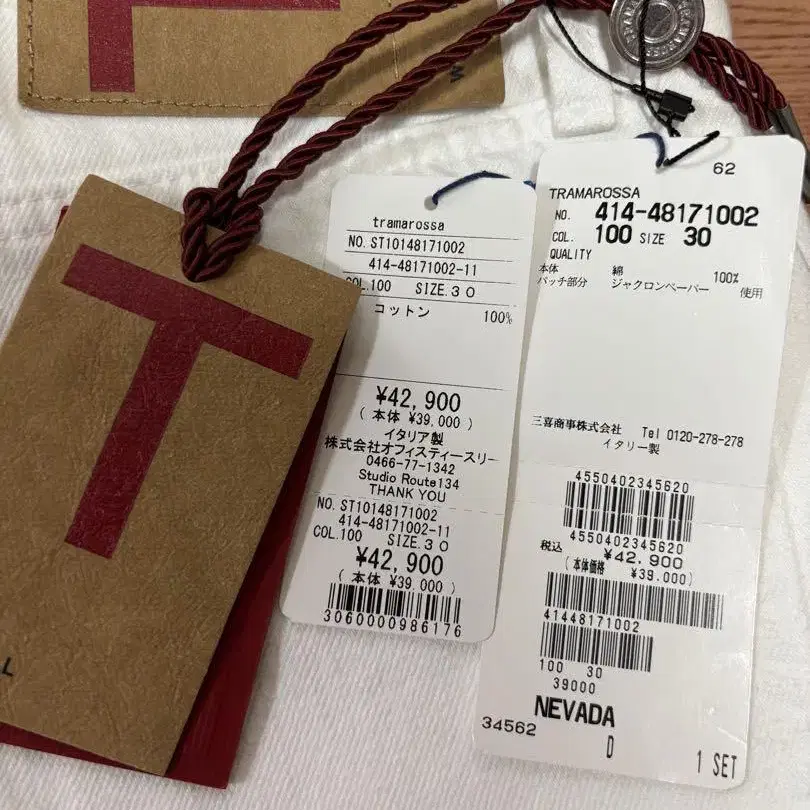 T
L
tramarossa
NO. ST10148171002
414-48171002-11
COL.100 SIZE.30
コットン 100%
¥42,900
( 本体 ¥39,000 )
イタリア製
株式会社オフィスティースリー
0466-77-1342
Studio Route134
THANK YOU
NO. ST10148171002
414-48171002-11
COL.100 SIZE.30
¥42,900
( 本体 ¥39,000 )
3060000986176
62
TRAMAROSSA
NO. 414-48171002
COL. 100 SIZE 30
QUALITY
本体 綿 100%
パッチ部分 ジャクロンペーパー 使用
三喜商事株式会社 Tel 0120-278-278
イタリー製
4550402345620
4550402345620
税込 ¥42,900
(本体価格 ¥39,000)
41448171002
100 30
39000
NEVADA
34562 D 1 SET